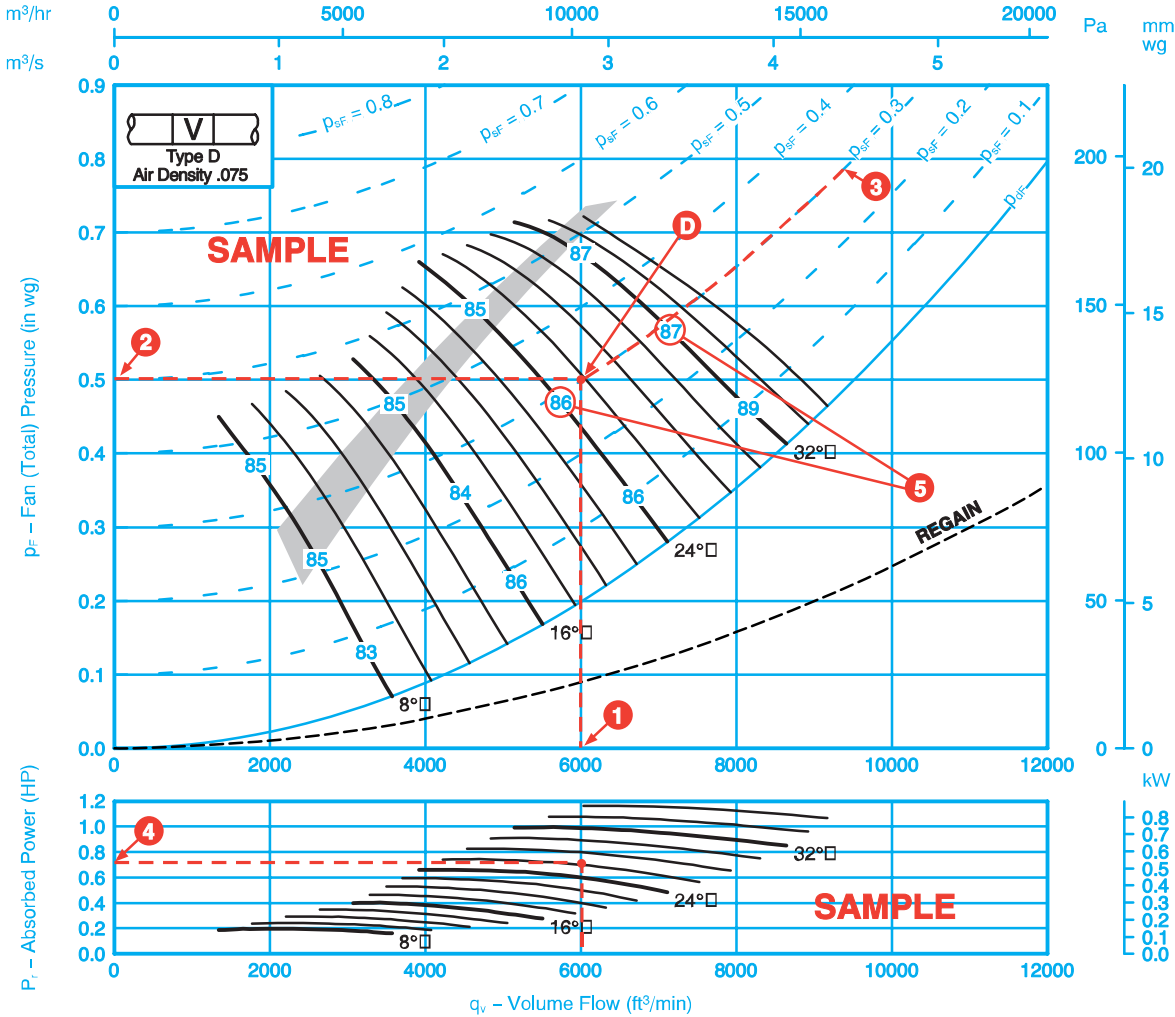 m³/hr 0 5000 10000 15000 20000 Pa mm wg
m³/s 0 1 2 3 4 5
0.9
0.8
0.7
0.6
0.5
0.4
0.3
0.2
0.1
0.0
pF – Fan (Total) Pressure (in wg)
V
Type D
Air Density .075
SAMPLE
psF = 0.8
psF = 0.7
psF = 0.6
psF = 0.5
psF = 0.4
psF = 0.3
psF = 0.2
psF = 0.1
pdF
200
150
100
50
0
20
15
10
5
0
3
D
2
87
85
87
85
86
89
85
32°□
84
86
5
85
24°□
REGAIN
86
16°□
83
8°□
1
0 2000 4000 6000 8000 10000 12000
kW
Pr – Absorbed Power (HP)
1.2
1.0
0.8
0.6
0.4
0.2
0.0
4
32°□
24°□
16°□
8°□
SAMPLE
0.8
0.7
0.6
0.5
0.4
0.3
0.2
0.1
0.0
0 2000 4000 6000 8000 10000 12000
qv – Volume Flow (ft³/min)